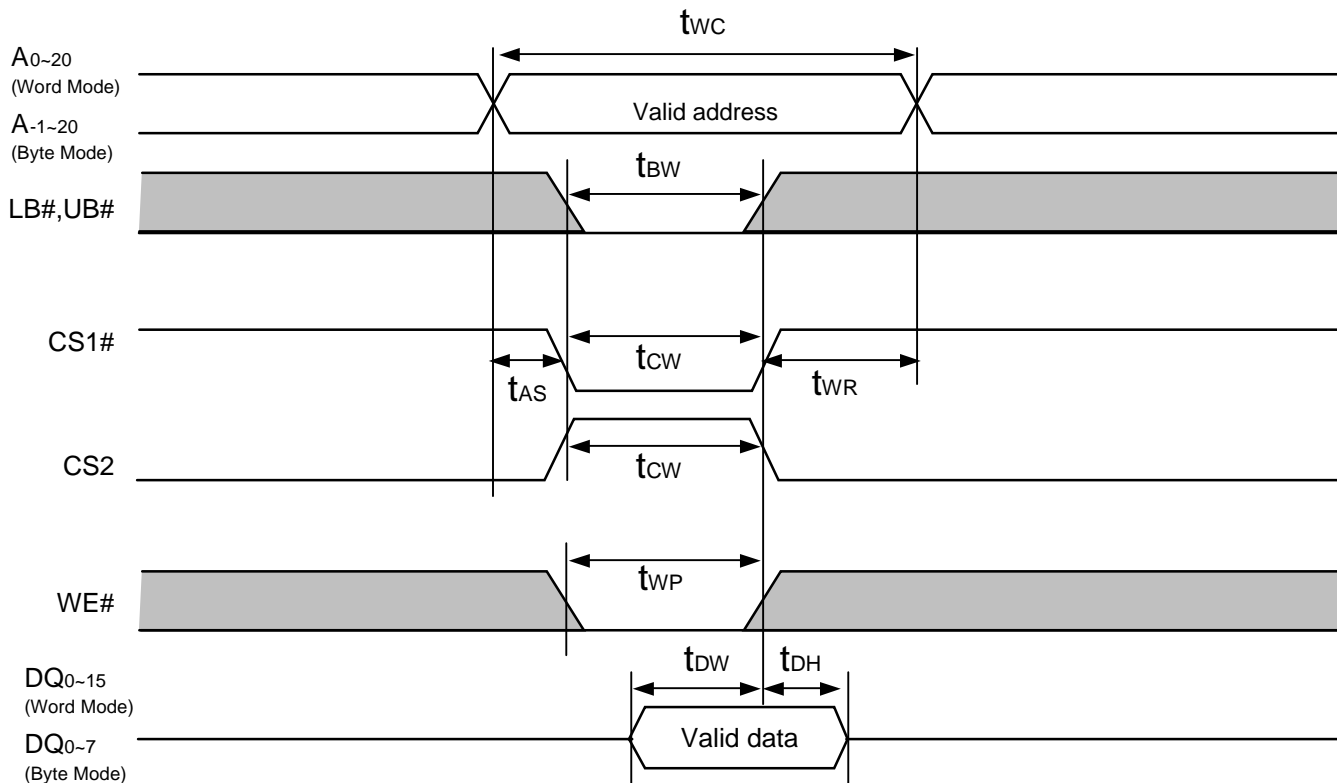 tWC
A0~20
(Word Mode)
Valid address
A-1~20
(Byte Mode)
tBW
LB#,UB#
CS1#
tCW
tAS
tWR
CS2
tCW
WE#
tWP
tDW
tDH
DQ0~15
(Word Mode)
Valid data
DQ0~7
(Byte Mode)